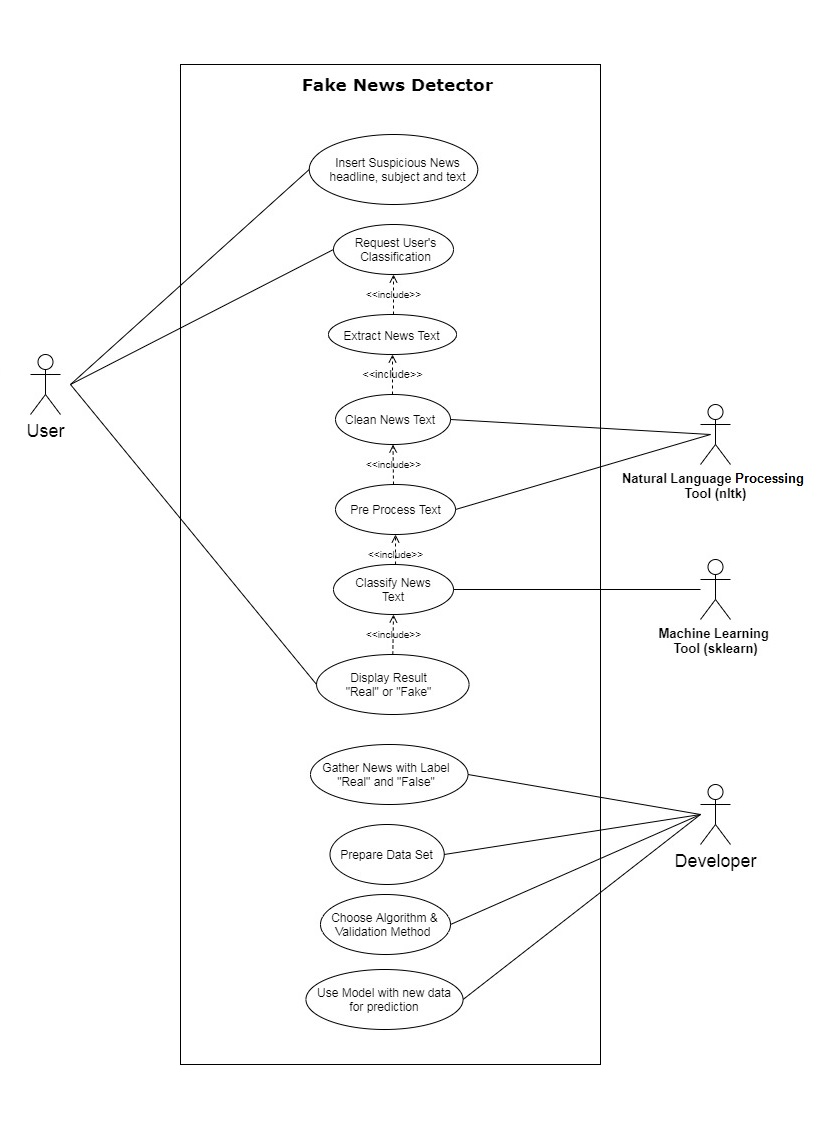 Fake News Detector
Insert Suspicious News
headline, subject and text
Request User's
Classification
<<include>>
Extract News Text
<<include>>
Clean News Text
<<include>>
Pre Process Text
<<include>>
Classify News
Text
<<include>>
Display Result
"Real" or "Fake"
Gather News with Label
"Real" and "False"
Prepare Data Set
Choose Algorithm &
Validation Method
Use Model with new data
for prediction
User
Natural Language Processing
Tool (nltk)
Machine Learning
Tool (sklearn)
Developer